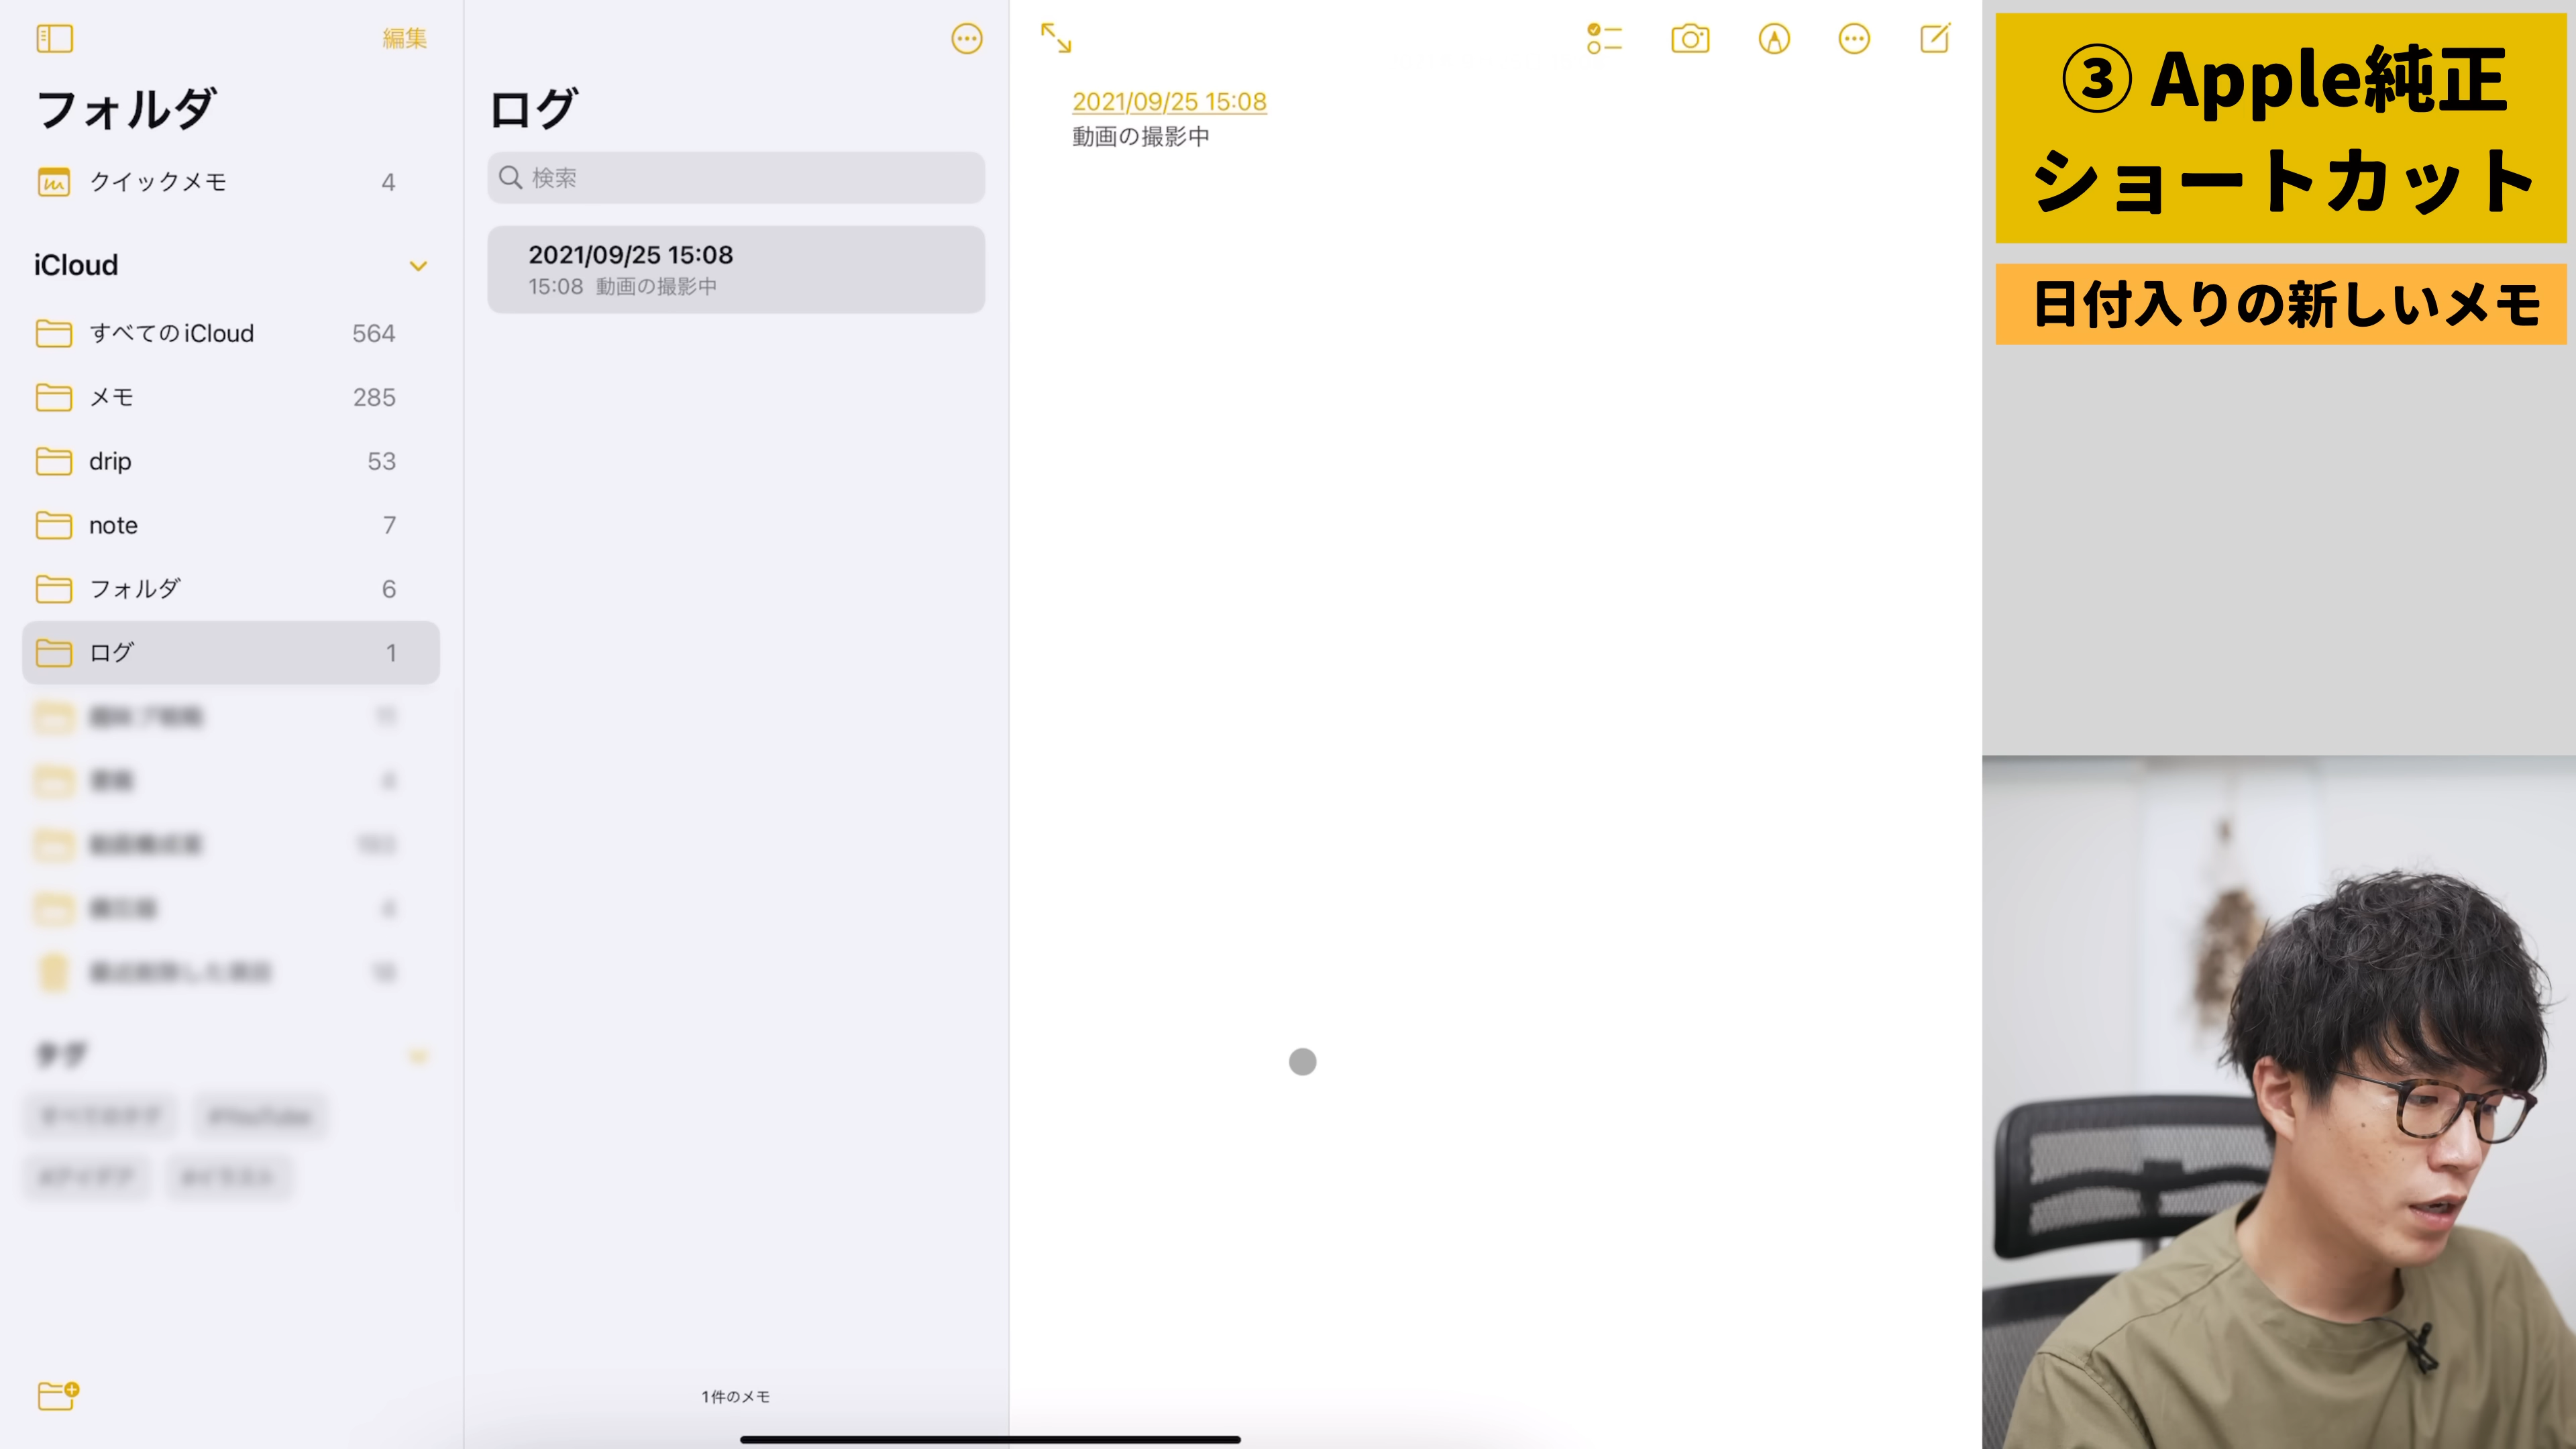 編集
フォルダ
クイックメモ 4
iCloud
すべてのiCloud 564
メモ 285
drip 53
note 7
フォルダ 6
ログ 1
タグ
ログ
検索
2021/09/25 15:08
15:08 動画の撮影中
1件のメモ
2021/09/25 15:08
動画の撮影中
③ Apple純正
ショートカット
日付入りの新しいメモ